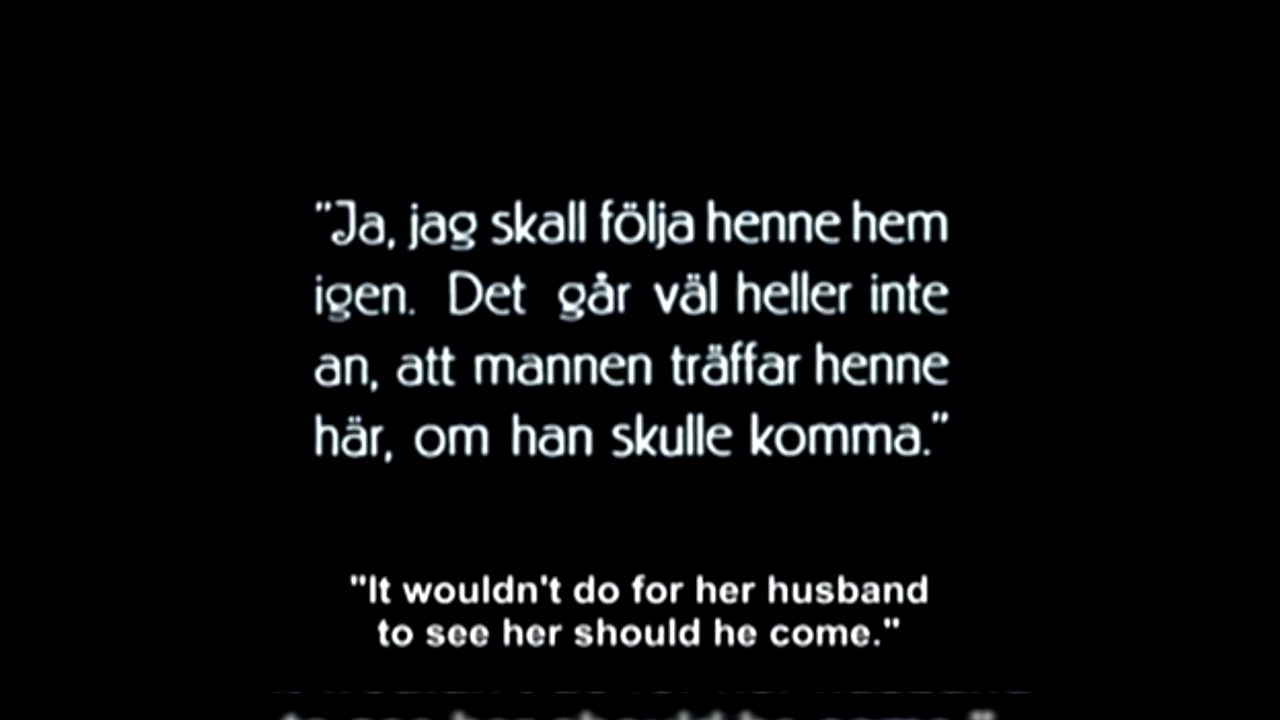 "Ja, jag skall följa henne hem
igen. Det går väl heller inte
an, att mannen träffar henne
här, om han skulle komma."
"It wouldn't do for her husband
to see her should he come."